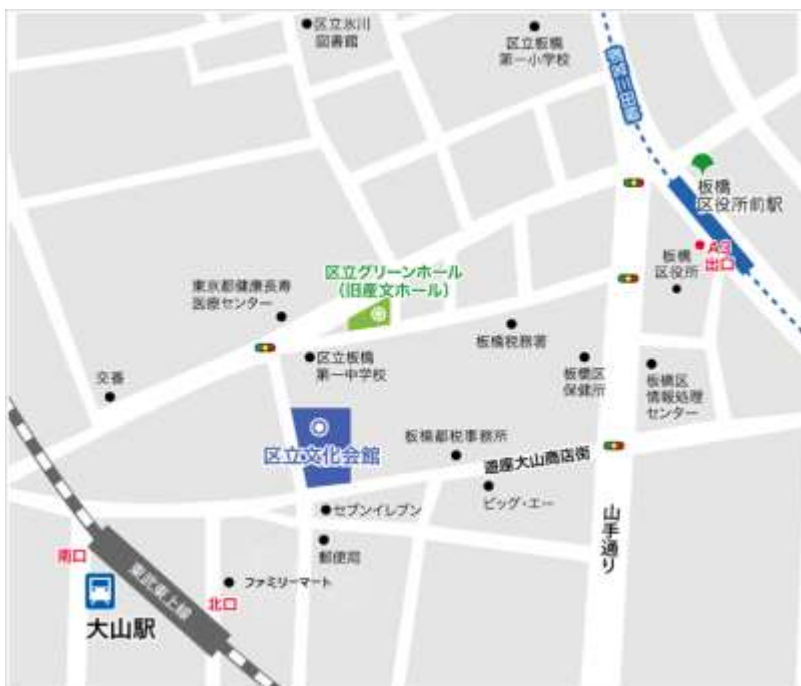 区立氷川
図書館
区立板橋
第一小学校
都営三田線
板橋
区役所前駅
A3
出口
板橋
区役所
区立グリーンホール
(旧産文ホール)
東京都健康長寿
医療センター
区立板橋
第一中学校
板橋税務署
板橋区
保健所
板橋区
情報処理
センター
交番
区立文化会館
板橋都税事務所
遊座大山商店街
セブンイレブン
ビッグ・エー
山手通り
郵便局
南口
東武東上線
北口
ファミリーマート
大山駅